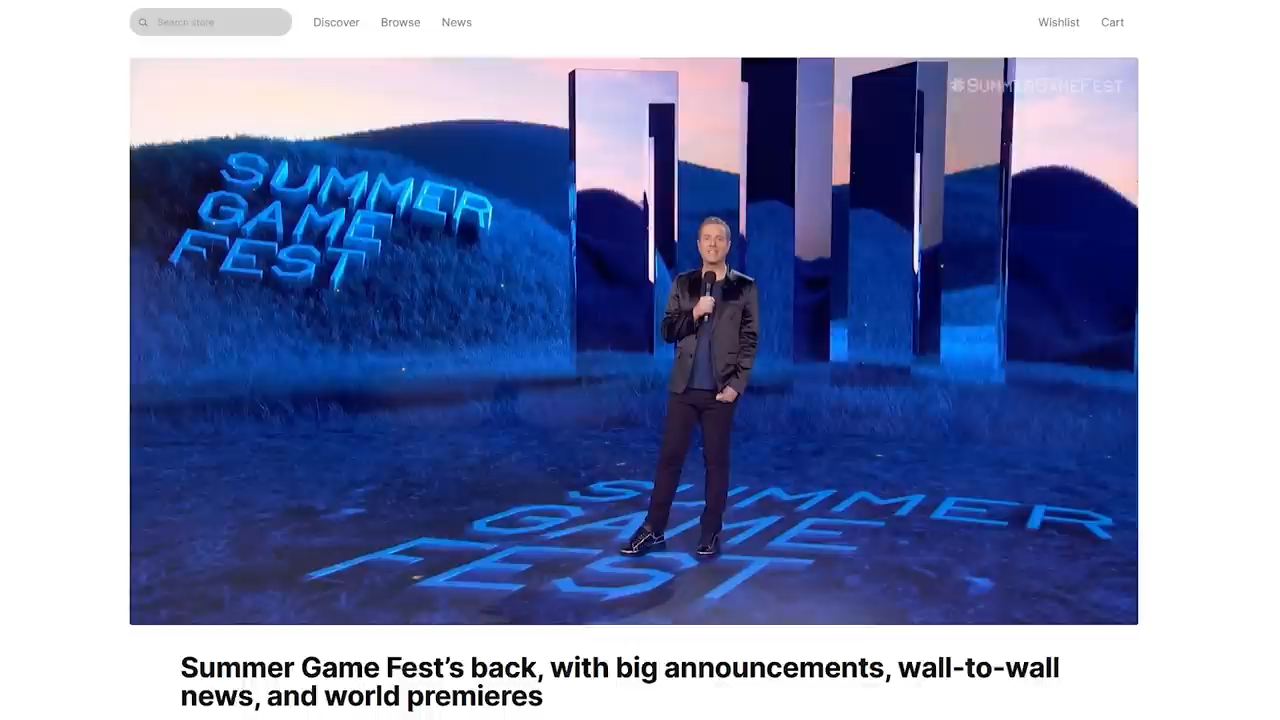 Search store
Discover
Browse
News
Wishlist
Cart
#SUMMERGAMEFEST
SUMMER
GAME
FEST
SUMMER
GAME
FEST
Summer Game Fest’s back, with big announcements, wall-to-wall
news, and world premieres